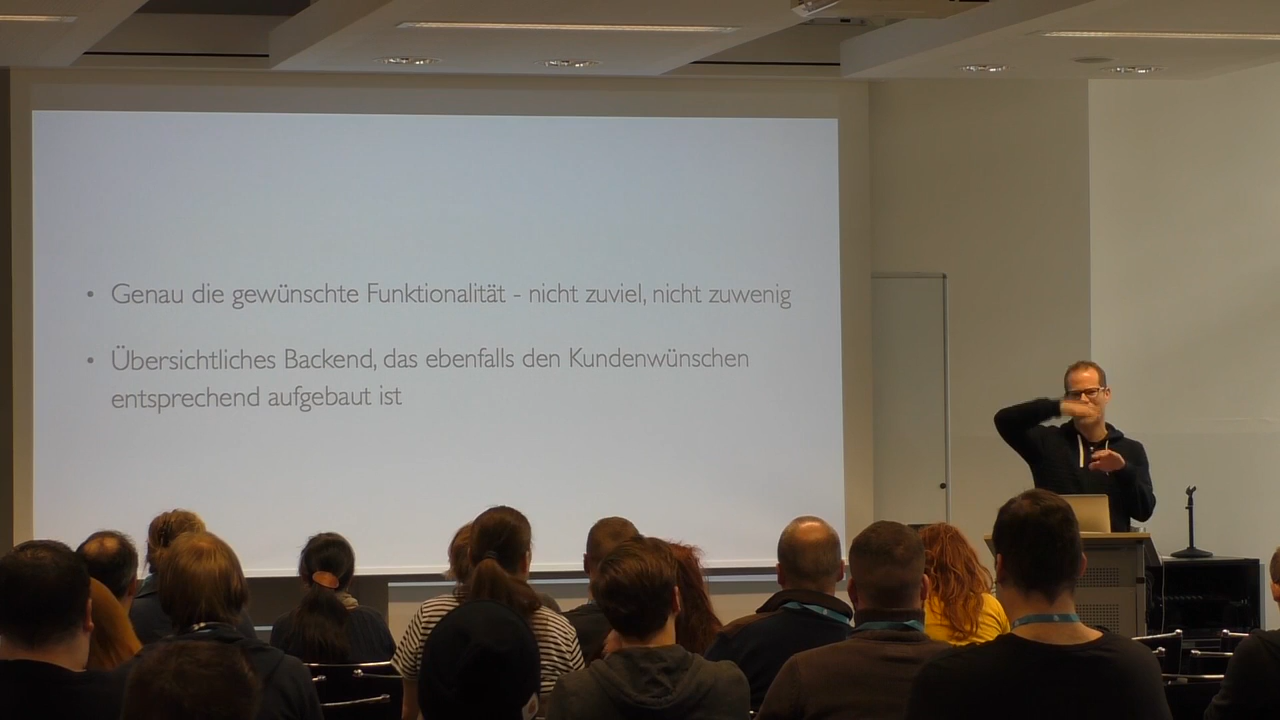 • Genau die gewünschte Funktionalität - nicht zuviel, nicht zuwenig
• Übersichtliches Backend, das ebenfalls den Kundenwünschen
entsprechend aufgebaut ist